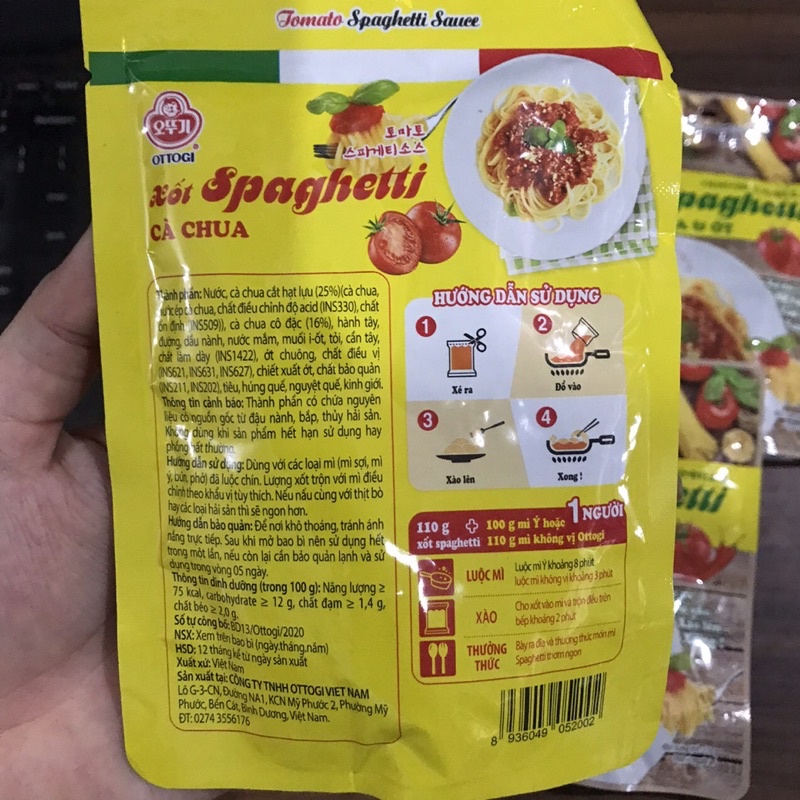 Tomato Spaghetti Sauce
오뚜기
OTTOGI
토마토
스파게티소스
Xốt Spaghetti
CÀ CHUA
Thành phần: Nước, cà chua cắt hạt lựu (25%)(cà chua,
nước ép cà chua, chất điều chỉnh độ acid (INS330), chất
ổn định (INS509)), cà chua cô đặc (16%), hành tây,
đường, dầu nành, nước mắm, muối i-ốt, tỏi, cần tây,
chất làm dày (INS1422), ớt chuông, chất điều vị
(INS621, INS631, INS627), chiết xuất ớt, chất bảo quản
(INS211, INS202), tiêu, húng quế, nguyệt quế, kinh giới.
Thông tin cảnh báo: Thành phần có chứa nguyên
liệu có nguồn gốc từ đậu nành, bắp, thủy hải sản.
Không dùng khi sản phẩm hết hạn sử dụng hay
phồng bất thường.
Hướng dẫn sử dụng: Dùng với các loại mì (mì sợi, mì
ý, bún, phở) đã luộc chín. Lượng xốt trộn với mì điều
chỉnh theo khẩu vị tùy thích. Nếu nấu cùng với thịt bò
hay các loại hải sản thì sẽ ngon hơn.
Hướng dẫn bảo quản: Để nơi khô thoáng, tránh ánh
nắng trực tiếp. Sau khi mở bao bì nên sử dụng hết
trong một lần, nếu còn lại cần bảo quản lạnh và sử
dụng trong vòng 05 ngày.
Thông tin dinh dưỡng (trong 100 g): Năng lượng ≥
75 kcal, carbohydrate ≥ 12 g, chất đạm ≥ 1,4 g,
chất béo ≥ 2,0 g.
Số tự công bố: BD13/Ottogi/2020
NSX: Xem trên bao bì (ngày.tháng.năm)
HSD: 12 tháng kể từ ngày sản xuất
Xuất xứ: Việt Nam
Sản xuất tại: CÔNG TY TNHH OTTOGI VIET NAM
Lô G-3-CN, Đường NA1, KCN Mỹ Phước 2, Phường Mỹ
Phước, Bến Cát, Bình Dương, Việt Nam.
ĐT: 0274 3556176
HƯỚNG DẪN SỬ DỤNG
1 2
Xé ra Đổ vào
3 4
Xào lên Xong !
110 g + 100 g mì Ý hoặc 1 NGƯỜI
xốt spaghetti 110 g mì không vị Ottogi
LUỘC MÌ
Luộc mì Ý khoảng 8 phút
luộc mì không vị khoảng 3 phút
XÀO
Cho xốt vào mì và trộn đều trên
bếp khoảng 2 phút
THƯỞNG THỨC
Bày ra đĩa và thưởng thức món mì
Spaghetti thơm ngon
8 936049 052002
paghetti